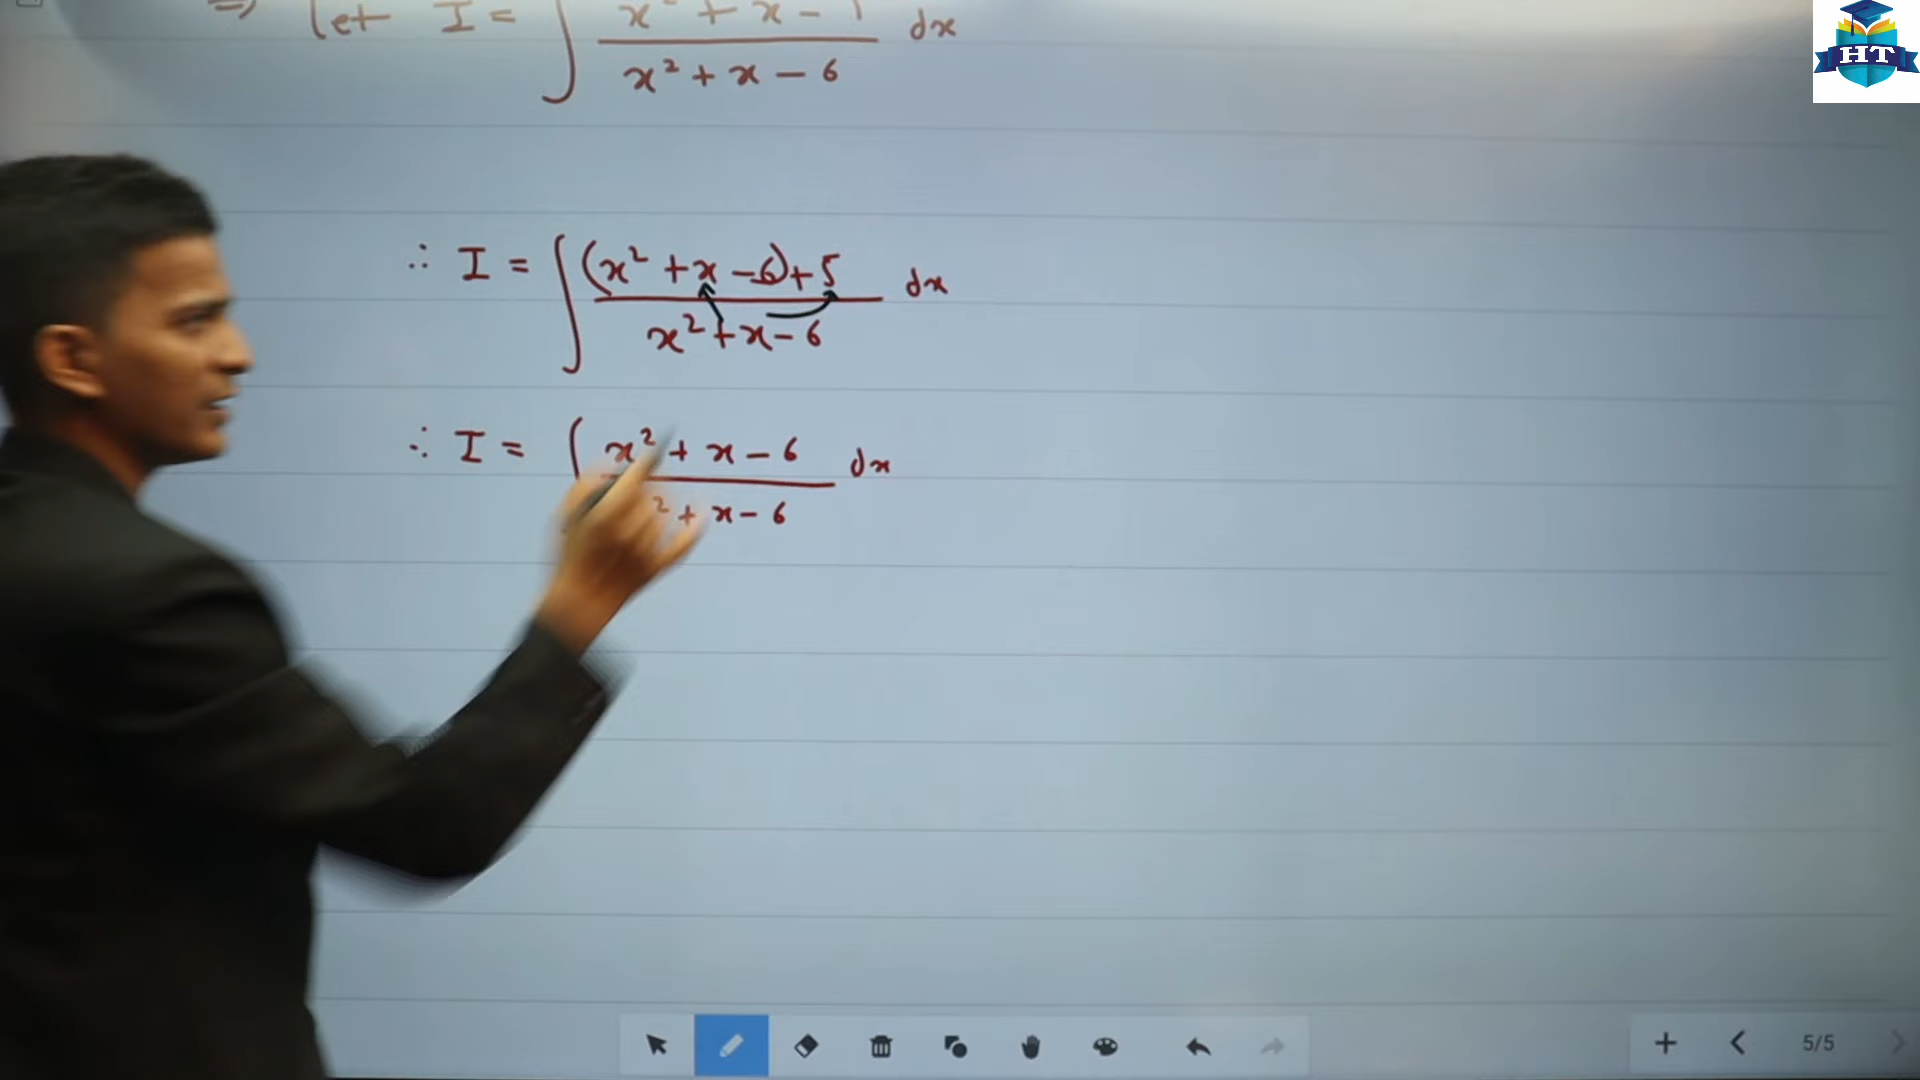 ⇒ Let I = ∫ x² + x - 1 / x² + x - 6 dx
∴ I = ∫ (x² + x - 6) + 5 / x² + x - 6 dx
∴ I = ∫ x² + x - 6 / ² + x - 6 dx
HT
5/5